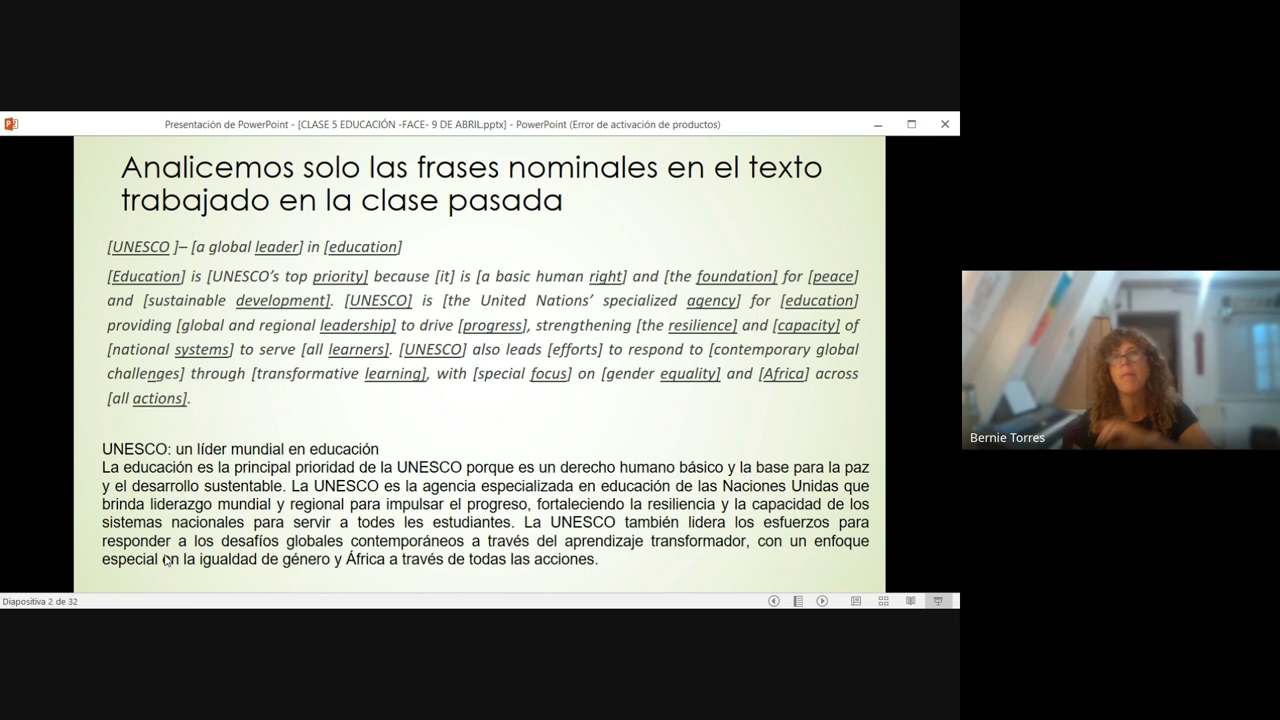 Presentación de PowerPoint - [CLASE 5 EDUCACIÓN -FACE- 9 DE ABRIL.pptx] - PowerPoint (Error de activación de productos)
Analicemos solo las frases nominales en el texto
trabajado en la clase pasada
[UNESCO ]– [a global leader] in [education]
[Education] is [UNESCO's top priority] because [it] is [a basic human right] and [the foundation] for [peace]
and [sustainable development]. [UNESCO] is [the United Nations' specialized agency] for [education]
providing [global and regional leadership] to drive [progress], strengthening [the resilience] and [capacity] of
[national systems] to serve [all learners]. [UNESCO] also leads [efforts] to respond to [contemporary global
challenges] through [transformative learning], with [special focus] on [gender equality] and [Africa] across
[all actions].
UNESCO: un líder mundial en educación
La educación es la principal prioridad de la UNESCO porque es un derecho humano básico y la base para la paz
y el desarrollo sustentable. La UNESCO es la agencia especializada en educación de las Naciones Unidas que
brinda liderazgo mundial y regional para impulsar el progreso, fortaleciendo la resiliencia y la capacidad de los
sistemas nacionales para servir a todes les estudiantes. La UNESCO también lidera los esfuerzos para
responder a los desafíos globales contemporáneos a través del aprendizaje transformador, con un enfoque
especial en la igualdad de género y África a través de todas las acciones.
Diapositiva 2 de 32
Bernie Torres